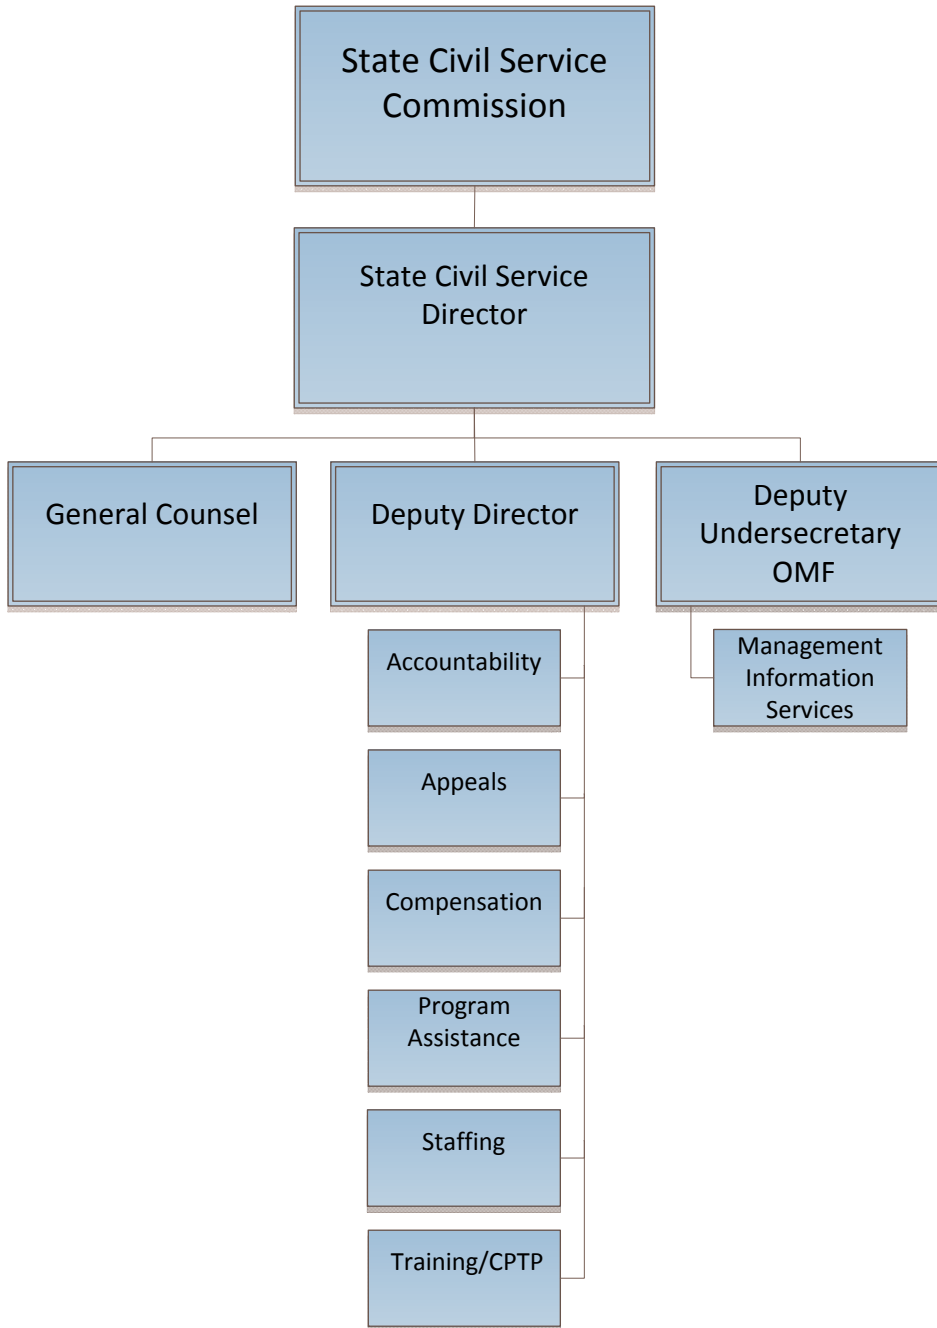 State Civil Service
Commission
State Civil Service
Director
General Counsel
Deputy Director
Deputy
Undersecretary
OMF
Accountability
Management
Information
Services
Appeals
Compensation
Program
Assistance
Staffing
Training/CPTP